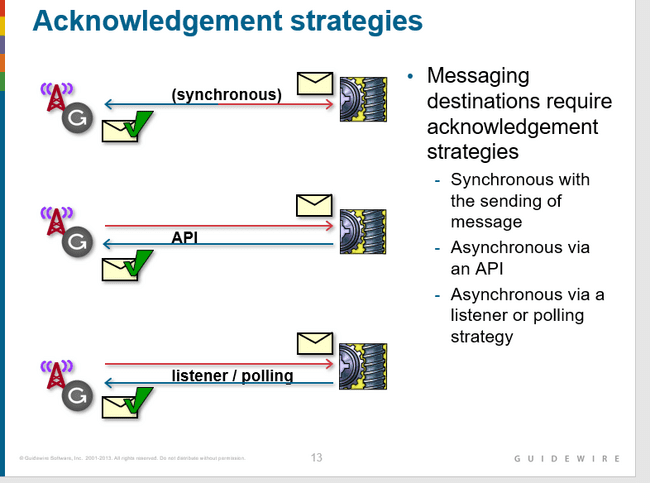 Acknowledgement strategies
(synchronous)
API
listener / polling
• Messaging
destinations require
acknowledgement
strategies
- Synchronous with
the sending of
message
- Asynchronous via
an API
- Asynchronous via a
listener or polling
strategy
© Guidewire Software, Inc. 2001-2013. All rights reserved. Do not distribute without permission.
13
GUIDEWIRE